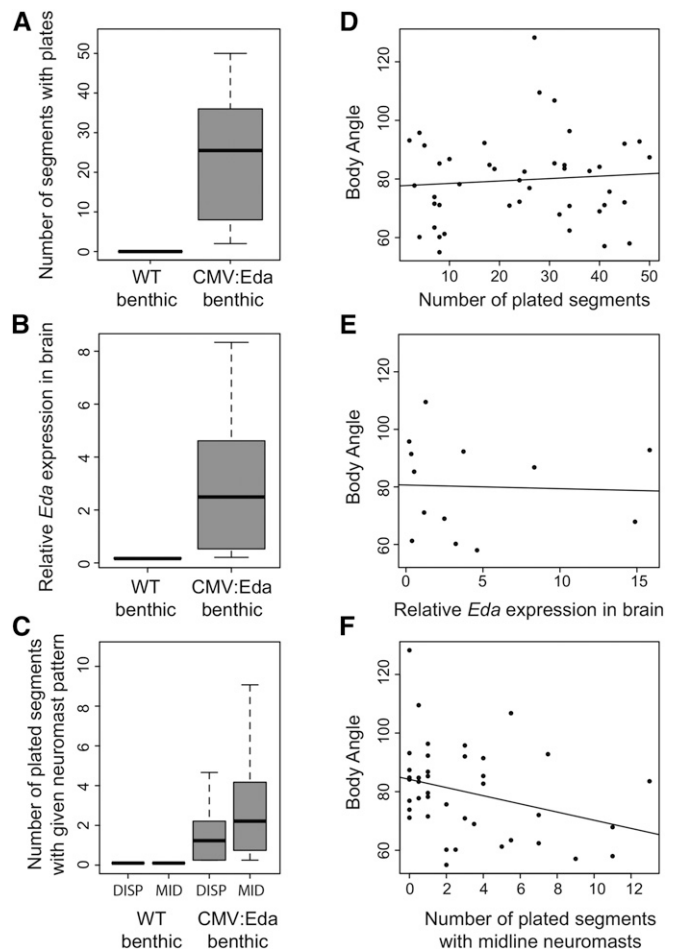 A
Number of segments with plates
50
40
30
20
10
0
WT
benthic
CMV:Eda
benthic
D
Body Angle
120
100
80
60
10
20
30
40
50
Number of plated segments
B
Relative Eda expression in brain
8
6
4
2
0
WT
benthic
CMV:Eda
benthic
E
Body Angle
120
100
80
60
0
5
10
15
Relative Eda expression in brain
C
Number of plated segments
with given neuromast pattern
10
8
6
4
2
0
DISP
MID
DISP
MID
WT
benthic
CMV:Eda
benthic
F
Body Angle
120
100
80
60
0
2
4
6
8
10
12
Number of plated segments
with midline neuromasts